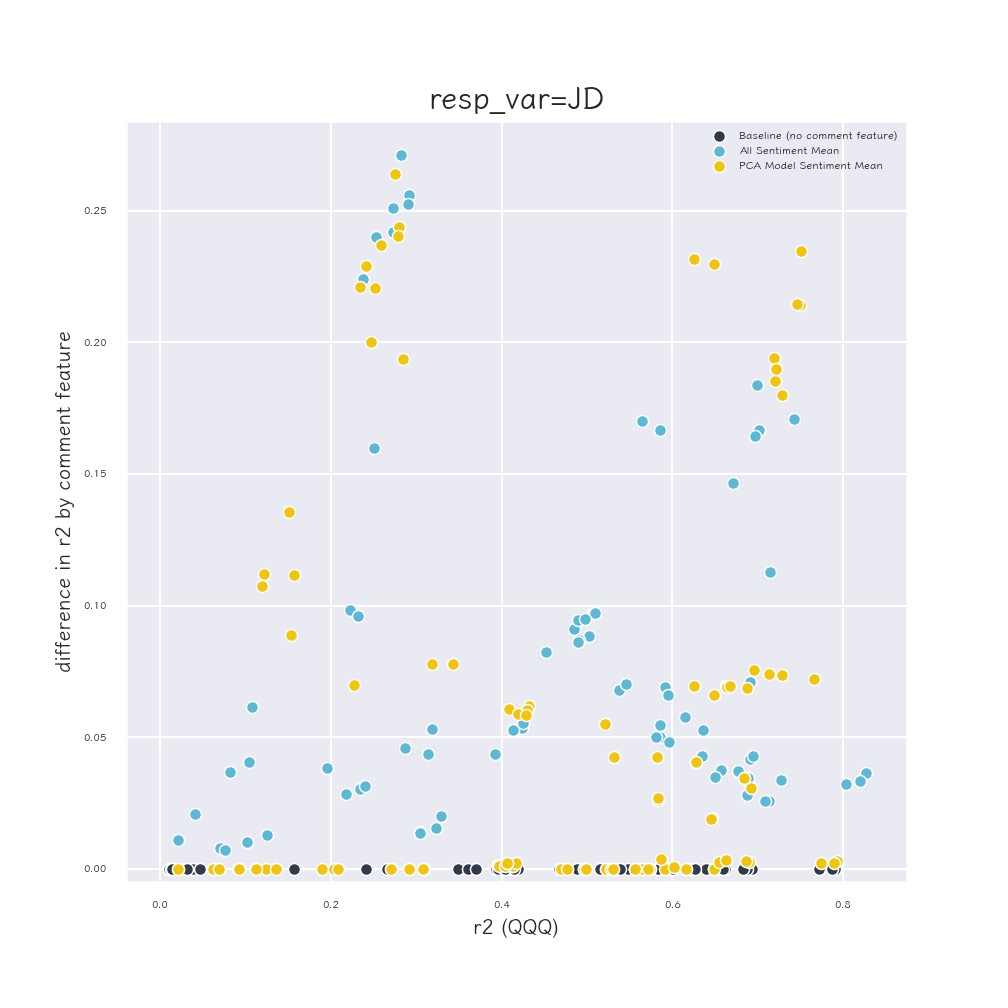 resp_var=JD
Baseline (no comment feature)
All Sentiment Mean
PCA Model Sentiment Mean
difference in r2 by comment feature
0.25
0.20
0.15
0.10
0.05
0.00
0.0 0.2 0.4 0.6 0.8
r2 (QQQ)